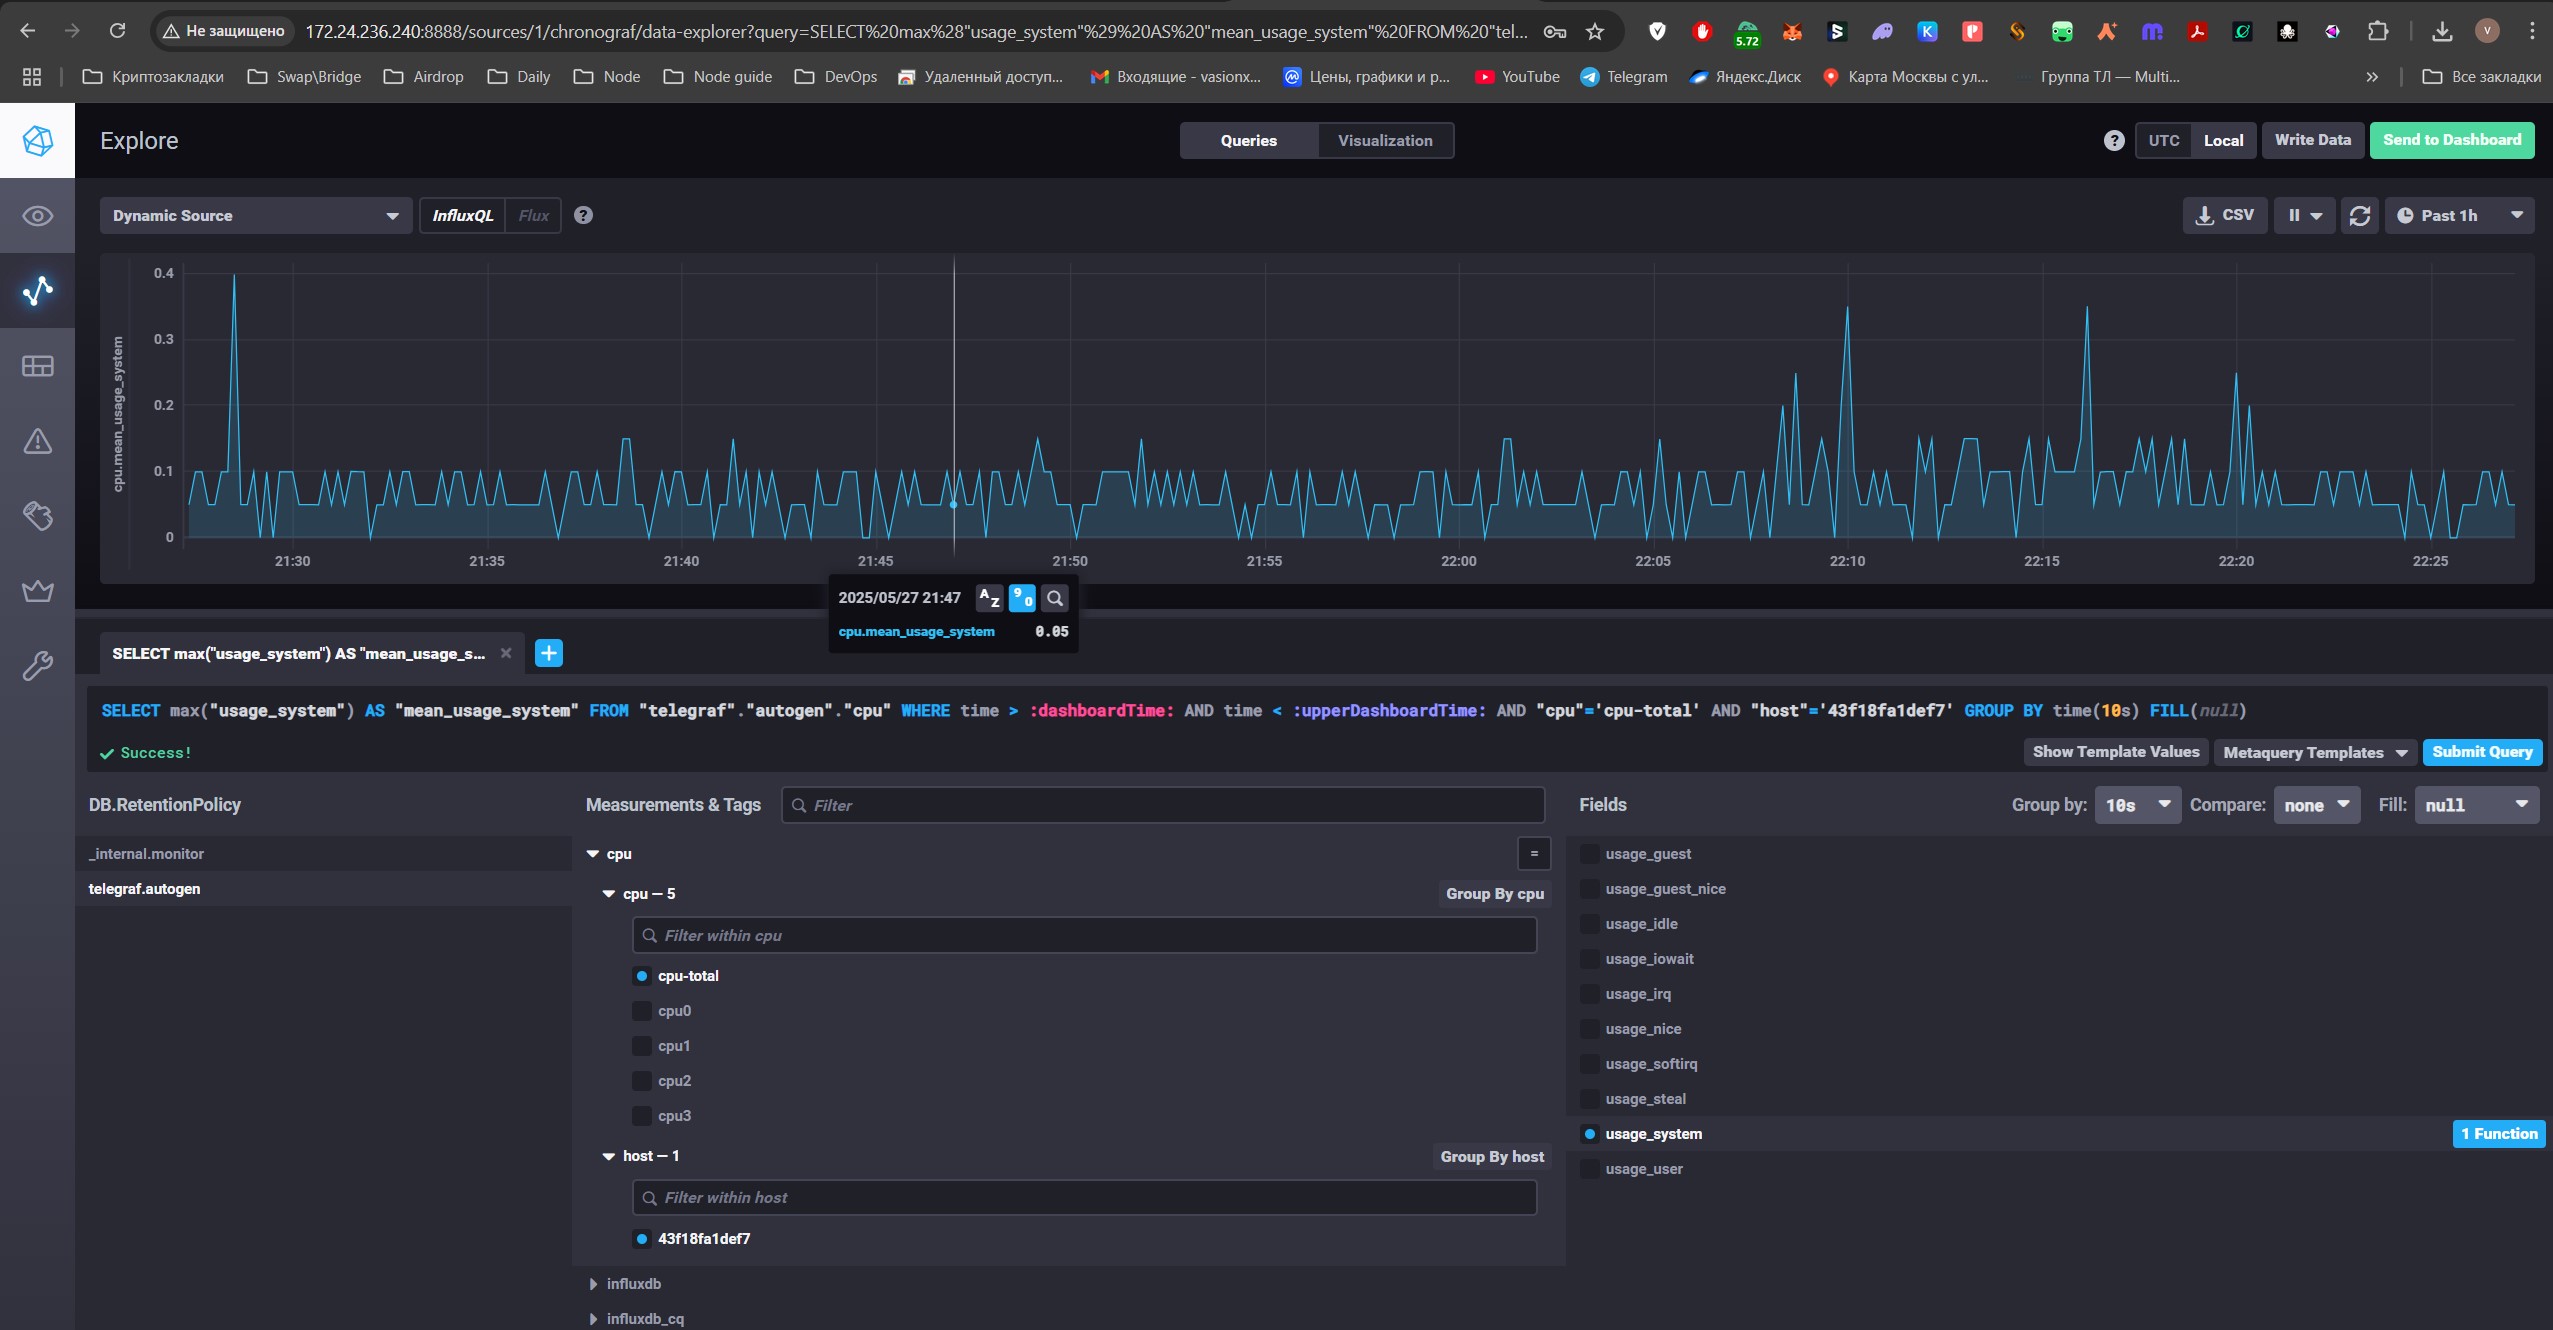 Не защищено 172.24.236.240:8888/sources/1/chronograf/data-explorer?query=SELECT%20max%28"usage_system"%29%20AS%20"mean_usage_system"%20FROM%20"tel...
5.72
V
Криптозакладки Swap\Bridge Airdrop Daily Node Node guide DevOps Удаленный доступ... Входящие - vasionx... Цены, графики и р... YouTube Telegram Яндекс.Диск Карта Москвы с ул... Группа ТЛ — Multi... » Все закладки
Explore
Queries Visualization
? UTC Local Write Data Send to Dashboard
Dynamic Source InfluxQL Flux ?
CSV Past 1h
cpu.mean_usage_system
0.4
0.3
0.2
0.1
0
21:30 21:35 21:40 21:45 21:50 21:55 22:00 22:05 22:10 22:15 22:20 22:25
2025/05/27 21:47 AZ 90
cpu.mean_usage_system 0.05
SELECT max("usage_system") AS "mean_usage_s... × +
SELECT max("usage_system") AS "mean_usage_system" FROM "telegraf"."autogen"."cpu" WHERE time > :dashboardTime: AND time < :upperDashboardTime: AND "cpu"='cpu-total' AND "host"='43f18fa1def7' GROUP BY time(10s) FILL(null)
Success!
Show Template Values Metaquery Templates Submit Query
DB.RetentionPolicy
_internal.monitor
telegraf.autogen
Measurements & Tags Filter
cpu =
cpu — 5 Group By cpu
Filter within cpu
cpu-total
cpu0
cpu1
cpu2
cpu3
host — 1 Group By host
Filter within host
43f18fa1def7
influxdb
influxdb_cq
Fields Group by: 10s Compare: none Fill: null
usage_guest
usage_guest_nice
usage_idle
usage_iowait
usage_irq
usage_nice
usage_softirq
usage_steal
usage_system 1 Function
usage_user